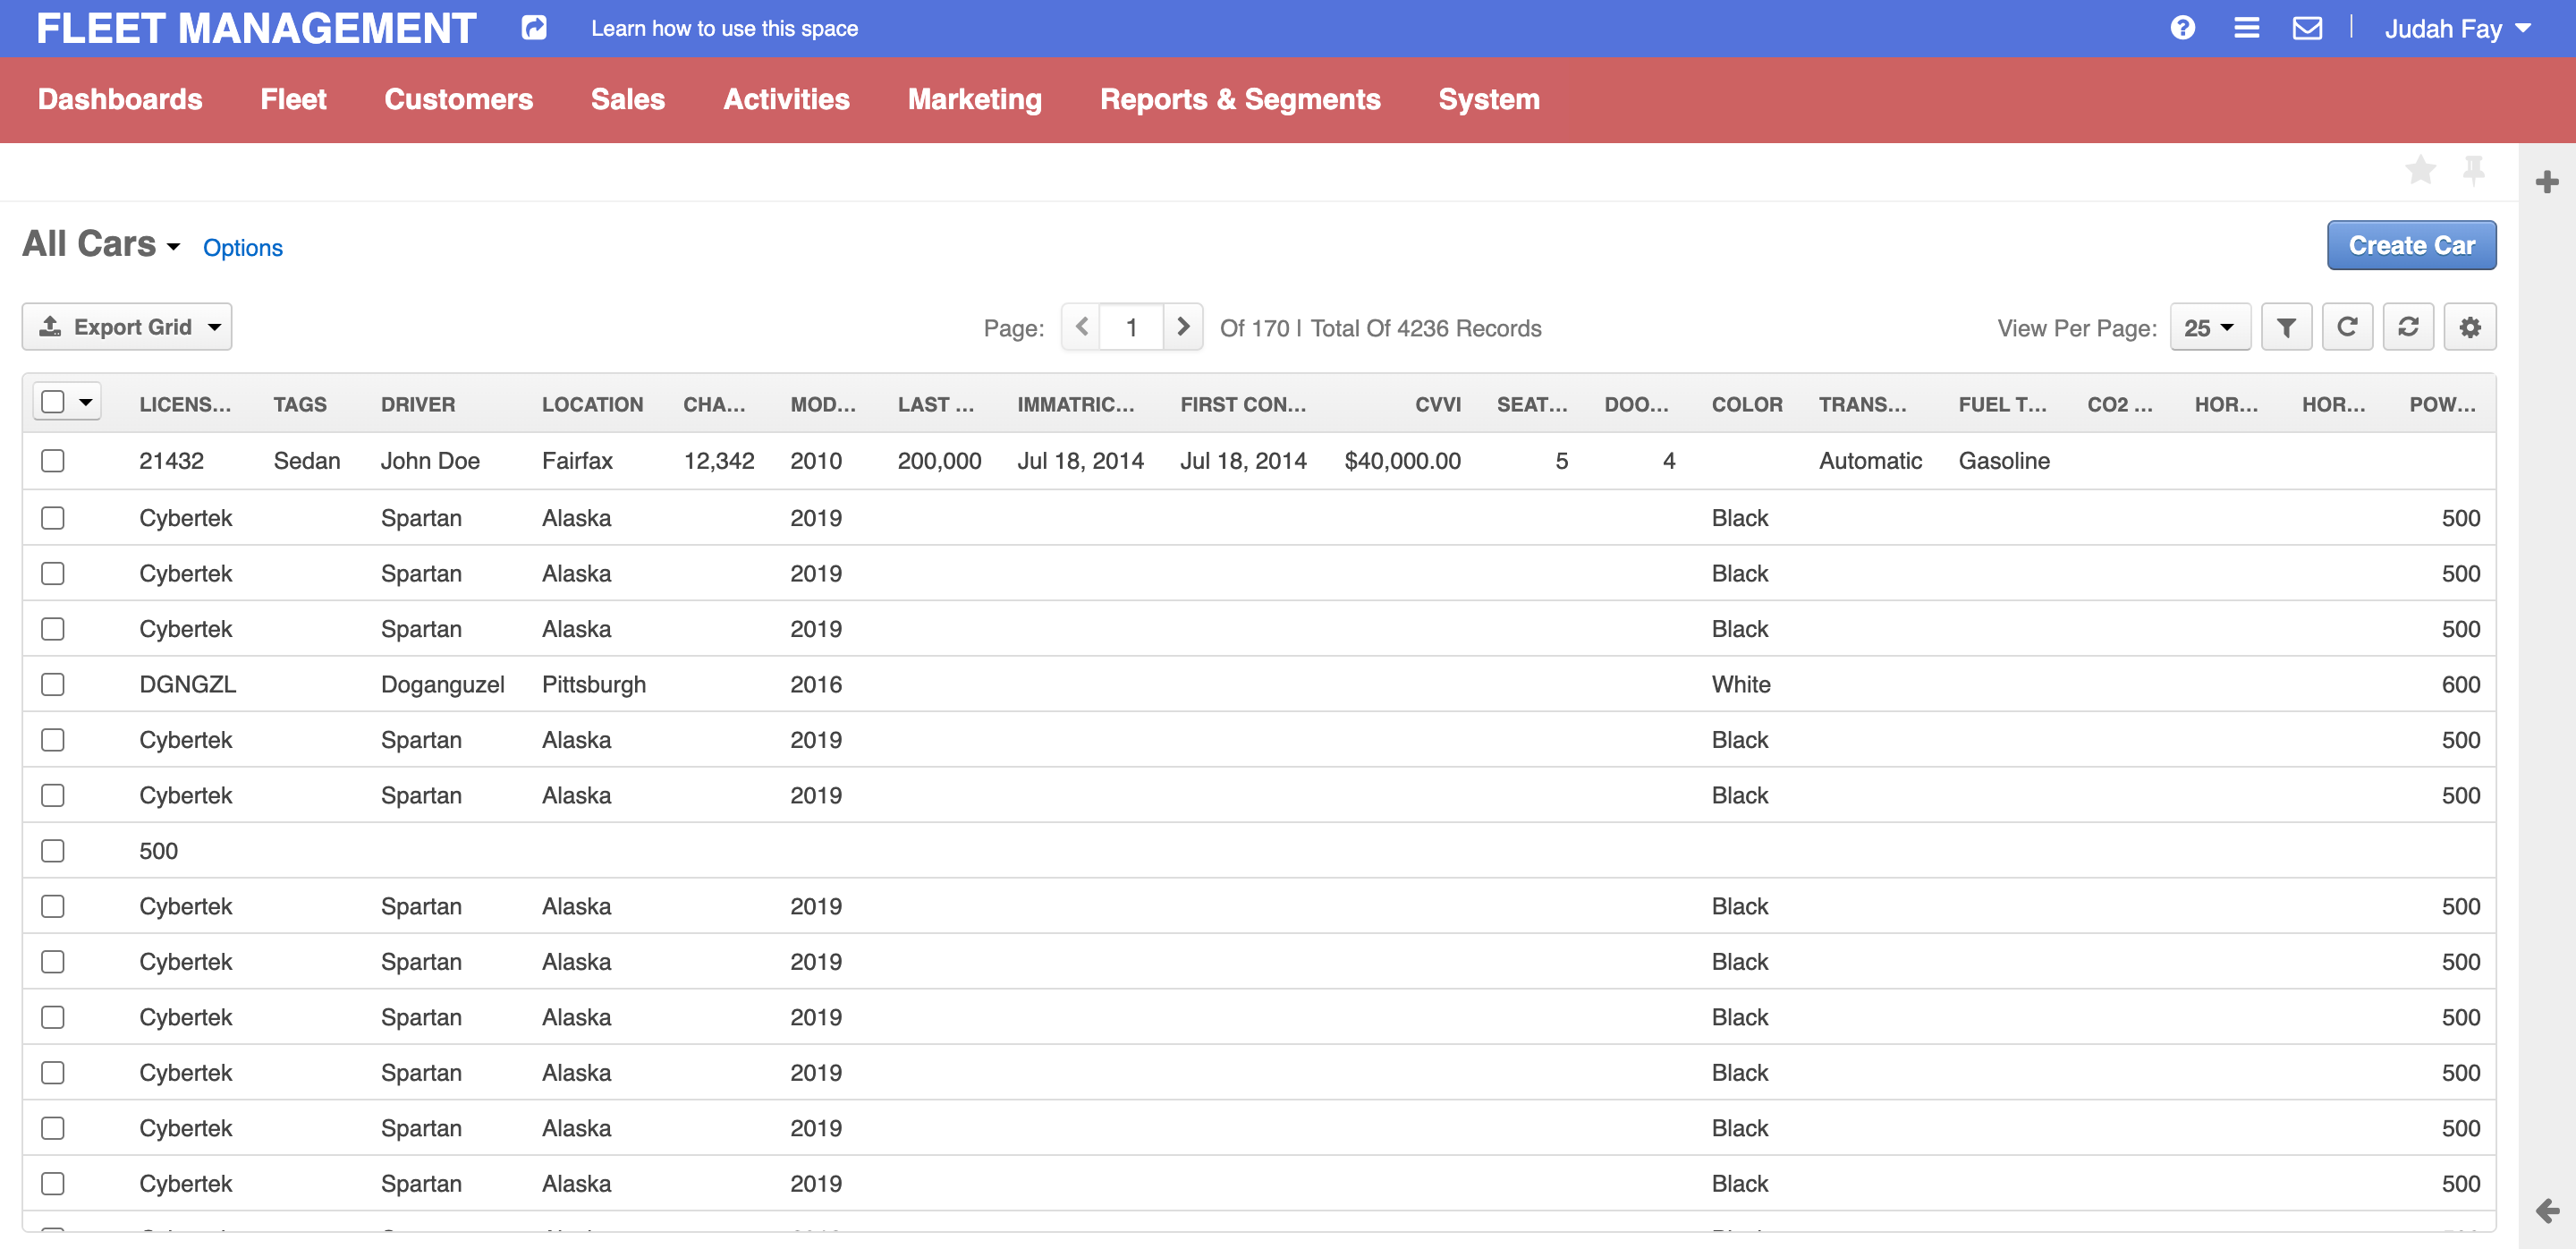 FLEET MANAGEMENT Learn how to use this space Judah Fay
Dashboards Fleet Customers Sales Activities Marketing Reports & Segments System
All Cars Options Create Car
Export Grid Page: 1 Of 170 | Total Of 4236 Records View Per Page: 25
LICENS... TAGS DRIVER LOCATION CHA... MOD... LAST ... IMMATRIC... FIRST CON... CVVI SEAT... DOO... COLOR TRANS... FUEL T... CO2 ... HOR... HOR... POW...
21432 Sedan John Doe Fairfax 12,342 2010 200,000 Jul 18, 2014 Jul 18, 2014 $40,000.00 5 4 Automatic Gasoline
Cybertek Spartan Alaska 2019 Black 500
Cybertek Spartan Alaska 2019 Black 500
Cybertek Spartan Alaska 2019 Black 500
DGNGZL Doganguzel Pittsburgh 2016 White 600
Cybertek Spartan Alaska 2019 Black 500
Cybertek Spartan Alaska 2019 Black 500
500
Cybertek Spartan Alaska 2019 Black 500
Cybertek Spartan Alaska 2019 Black 500
Cybertek Spartan Alaska 2019 Black 500
Cybertek Spartan Alaska 2019 Black 500
Cybertek Spartan Alaska 2019 Black 500
Cybertek Spartan Alaska 2019 Black 500